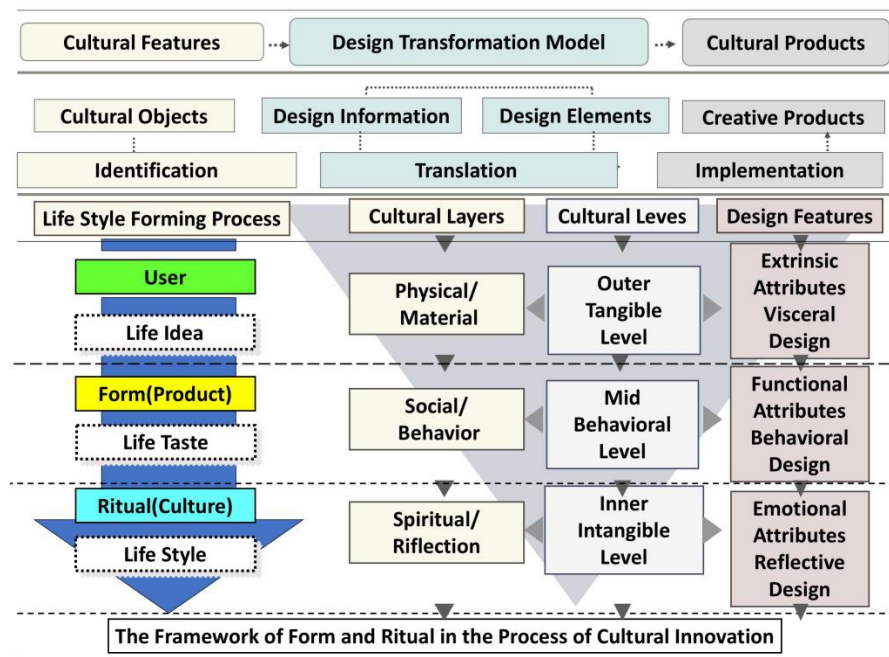 Cultural Features
Design Transformation Model
Cultural Products
Cultural Objects
Design Information
Design Elements
Creative Products
Identification
Translation
Implementation
Life Style Forming Process
Cultural Layers
Cultural Leves
Design Features
User
Life Idea
Physical/
Material
Outer
Tangible
Level
Extrinsic
Attributes
Visceral
Design
Form(Product)
Life Taste
Social/
Behavior
Mid
Behavioral
Level
Functional
Attributes
Behavioral
Design
Ritual(Culture)
Life Style
Spiritual/
Riflection
Inner
Intangible
Level
Emotional
Attributes
Reflective
Design
The Framework of Form and Ritual in the Process of Cultural Innovation